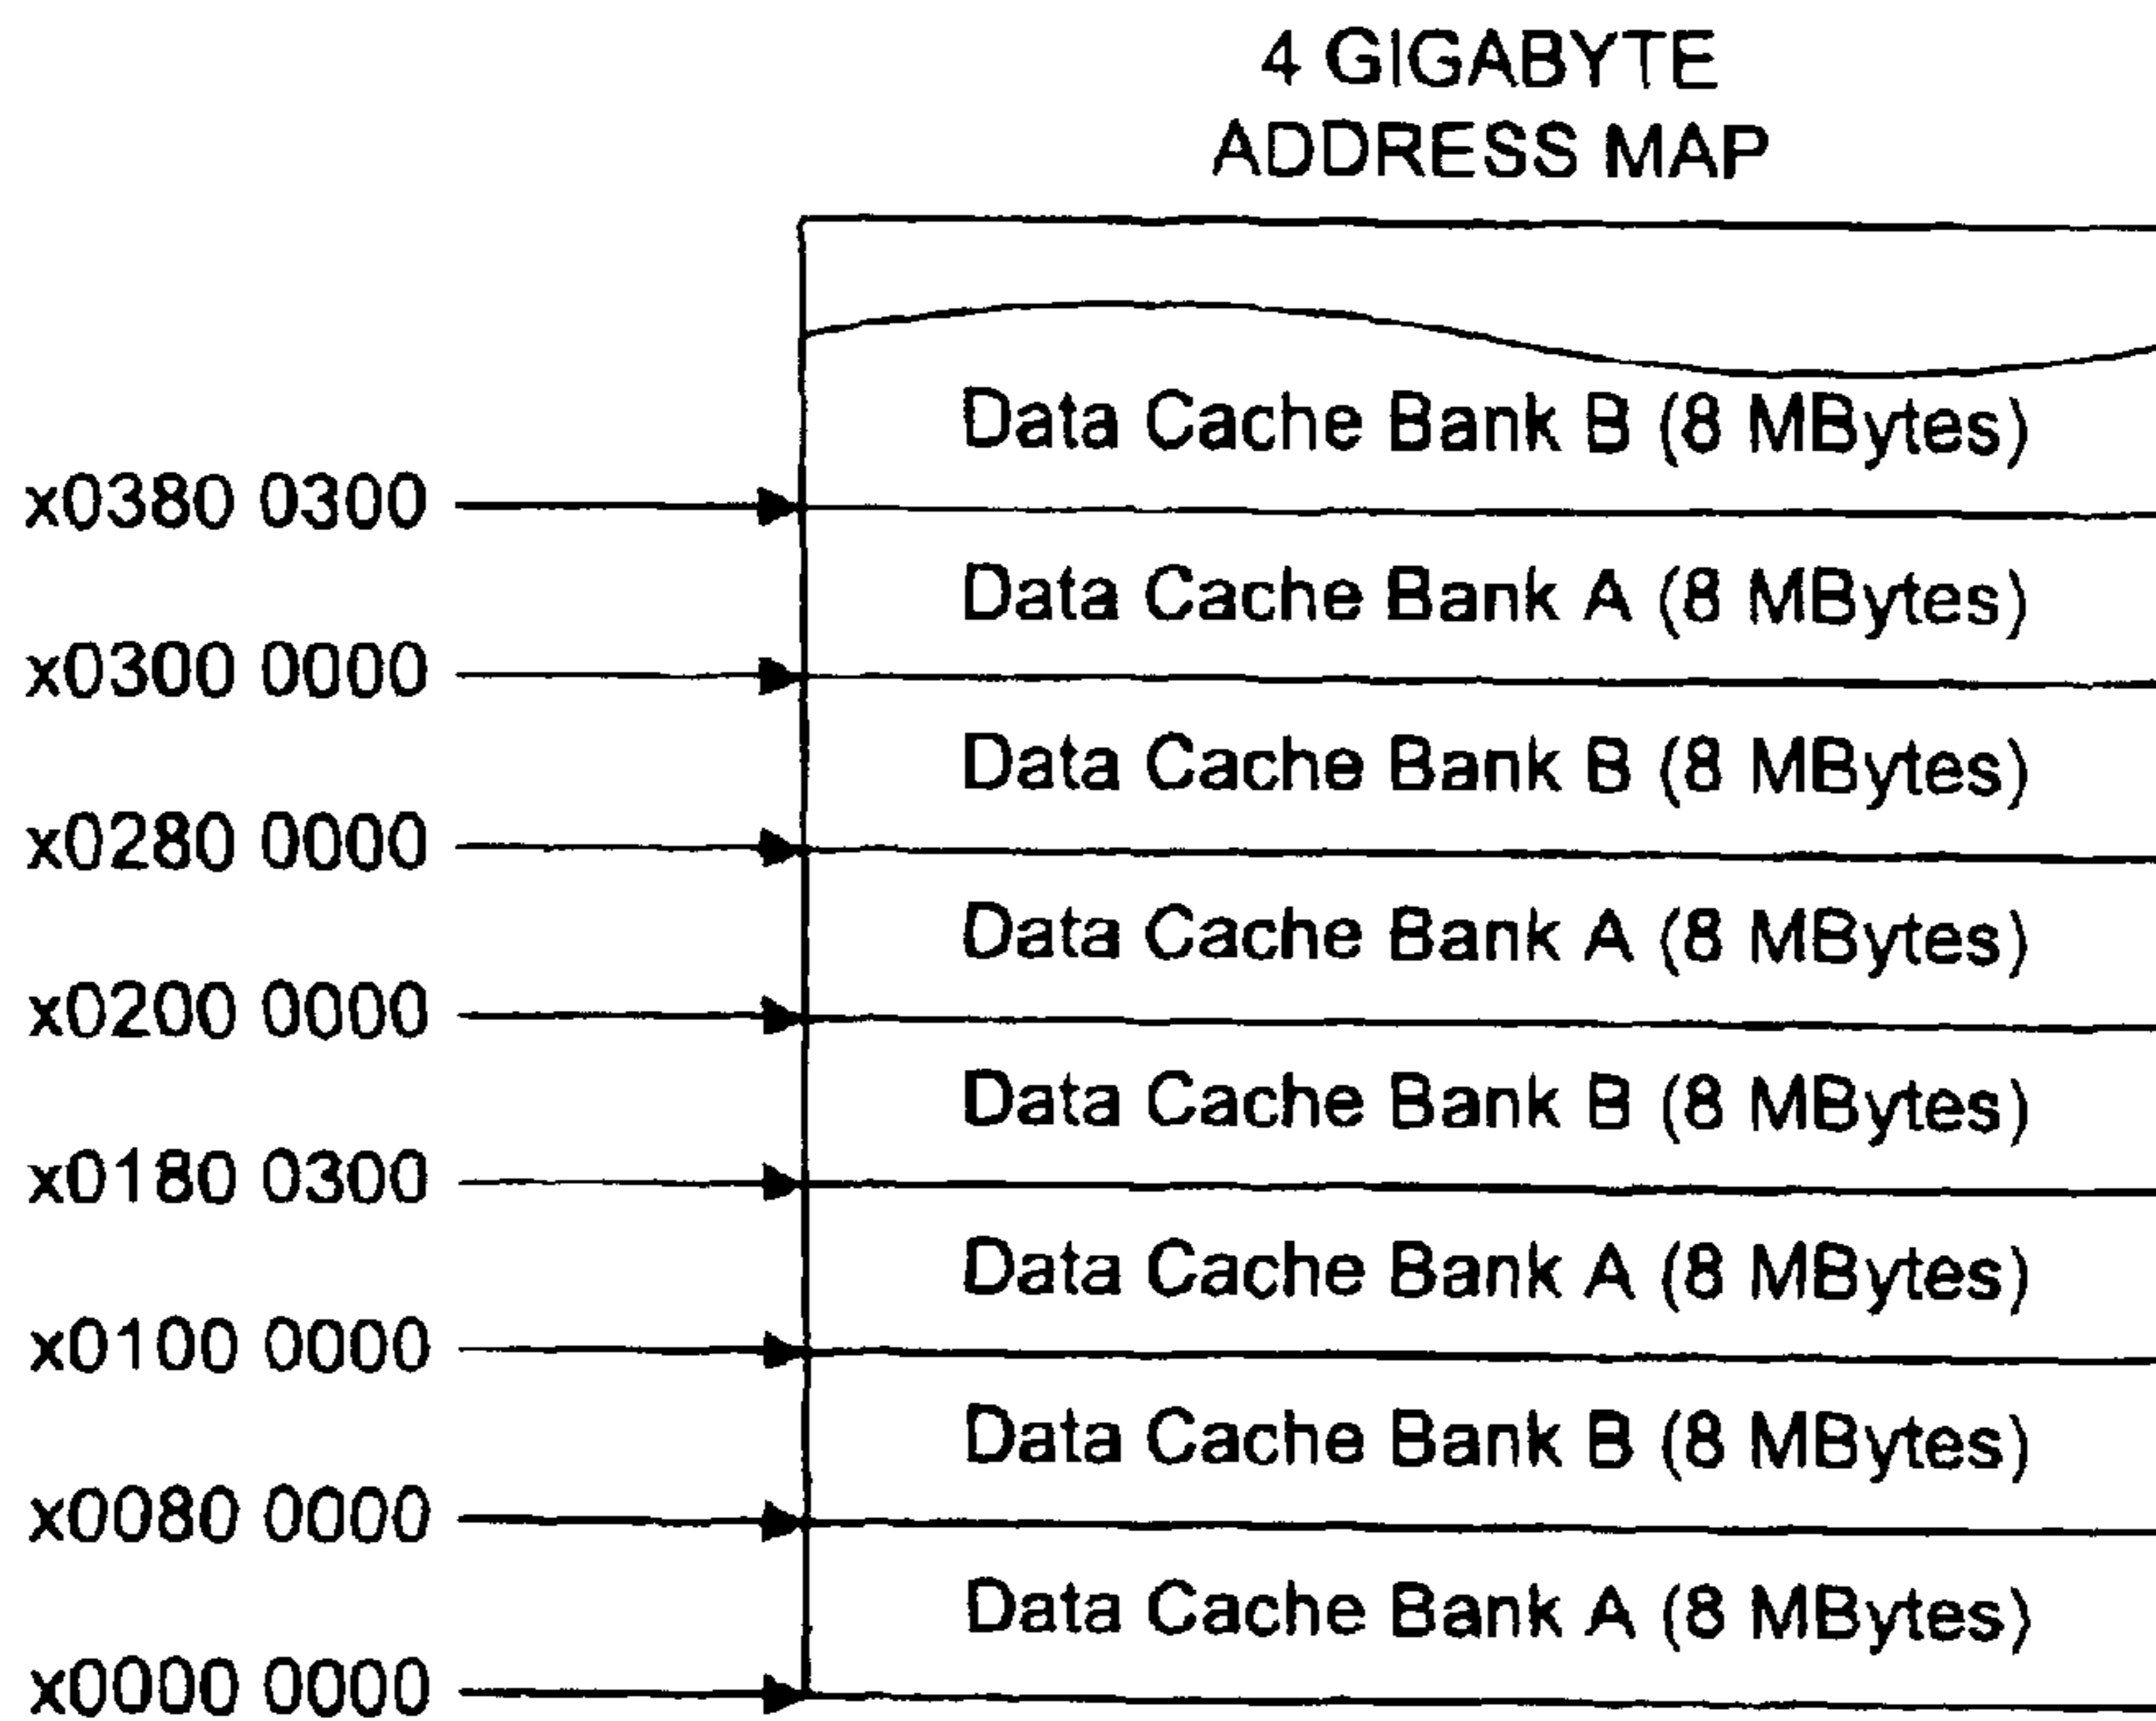 4 GIGABYTE
ADDRESS MAP
Data Cache Bank B (8 MBytes)
x0380 0300
Data Cache Bank A (8 MBytes)
x0300 0000
Data Cache Bank B (8 MBytes)
x0280 0000
Data Cache Bank A (8 MBytes)
x0200 0000
Data Cache Bank B (8 MBytes)
x0180 0300
Data Cache Bank A (8 MBytes)
x0100 0000
Data Cache Bank B (8 MBytes)
x0080 0000
Data Cache Bank A (8 MBytes)
x0000 0000